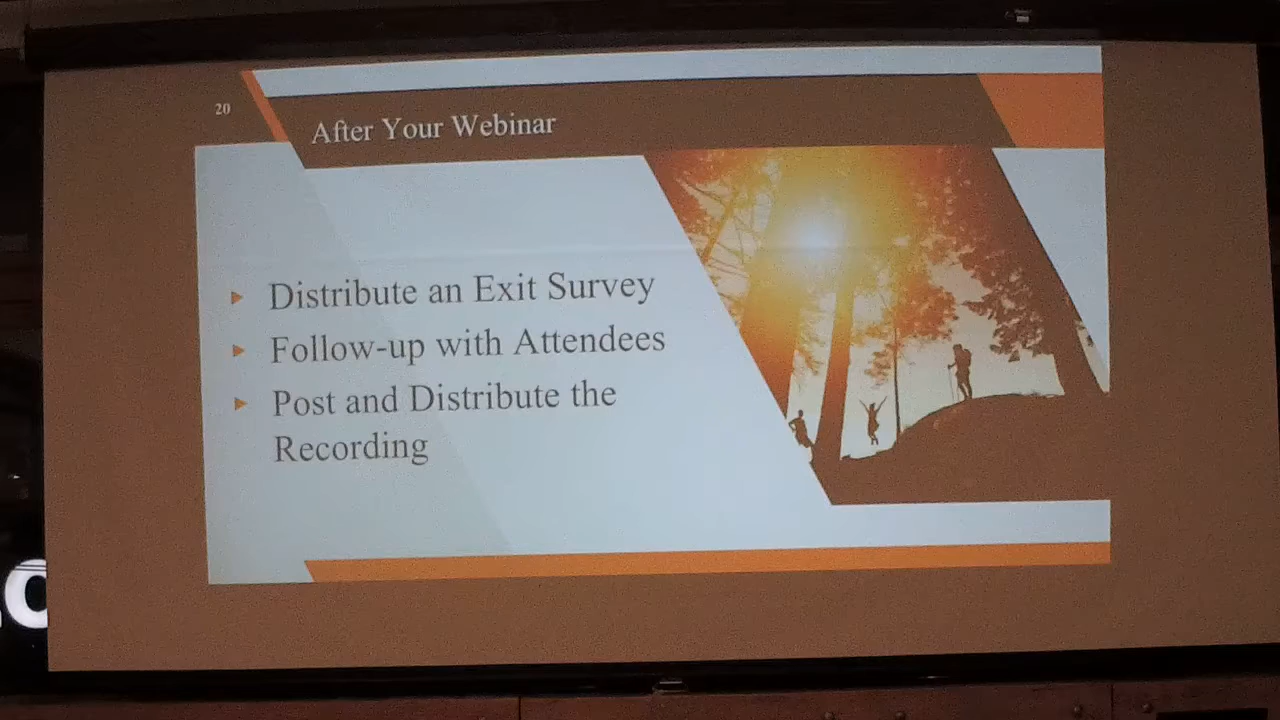 20
After Your Webinar
Distribute an Exit Survey
Follow-up with Attendees
Post and Distribute the
Recording